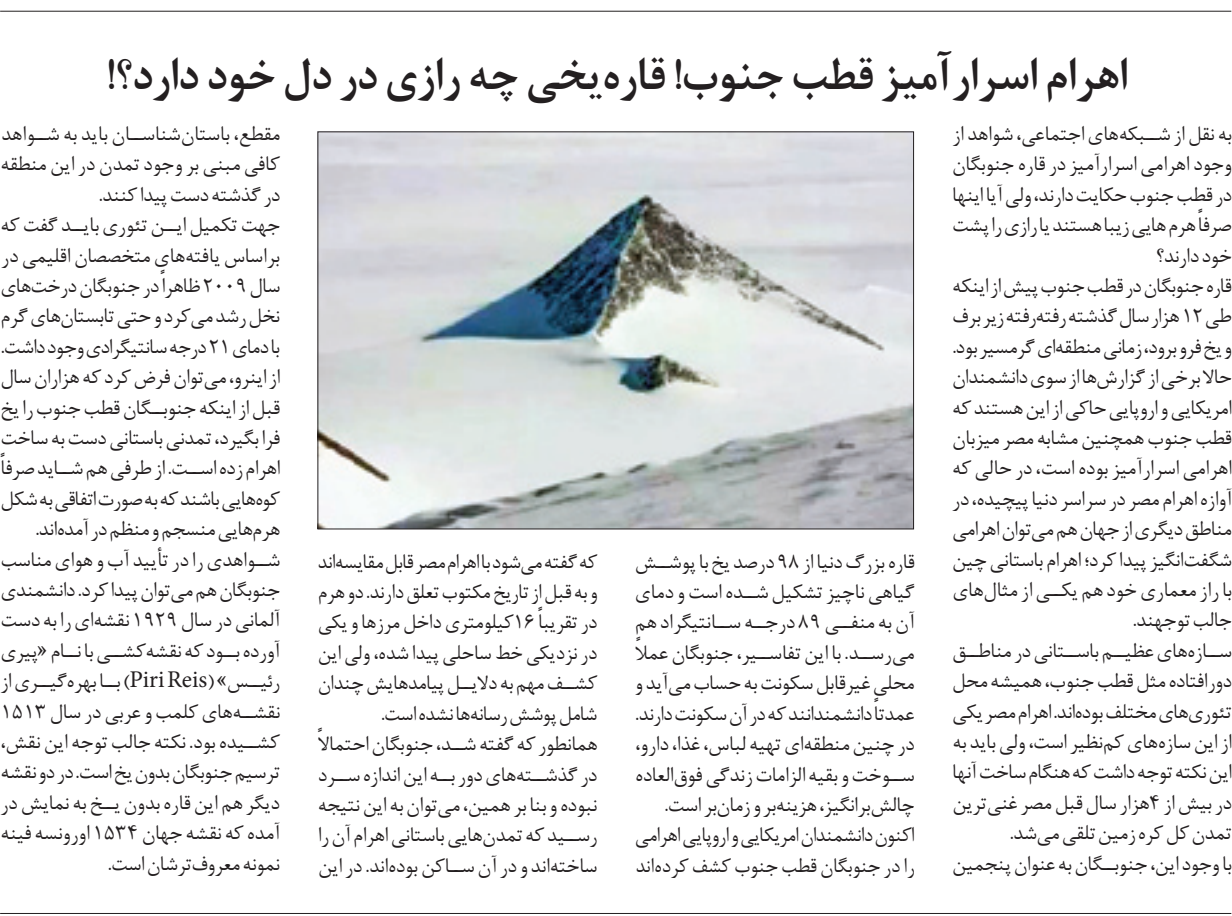 اهرام اسرارآمیز قطب جنوب! قاره‌یخی چه رازی در دل خود دارد؟!
به نقل از شبکه‌های اجتماعی، شواهد از
وجود اهرامی اسرارآمیز در قاره جنوبگان
در قطب جنوب حکایت دارند، ولی آیا اینها
صرفاً هرم هایی زیبا هستند یا رازی را پشت
خود دارند؟
قاره جنوبگان در قطب جنوب پیش از اینکه
طی ۱۲ هزار سال گذشته رفته‌رفته زیر برف
و یخ فرو برود، زمانی منطقه‌ای گرمسیر بود.
حالا برخی از گزارش‌ها از سوی دانشمندان
امریکایی و اروپایی حاکی از این هستند که
قطب جنوب همچنین مشابه مصر میزبان
اهرامی اسرارآمیز بوده است، در حالی که
آوازه اهرام مصر در سراسر دنیا پیچیده، در
مناطق دیگری از جهان هم می‌توان اهرامی
شگفت‌انگیز پیدا کرد؛ اهرام باستانی چین
با راز معماری خود هم یکی از مثال‌های
جالب توجهند.
سازه‌های عظیم باستانی در مناطق
دورافتاده مثل قطب جنوب، همیشه محل
تئوری‌های مختلف بوده‌اند. اهرام مصر یکی
از این سازه‌های کم‌نظیر است، ولی باید به
این نکته توجه داشت که هنگام ساخت آنها
در بیش از ۴هزار سال قبل مصر غنی‌ترین
تمدن کل کره زمین تلقی می‌شد.
با وجود این، جنوبگان به عنوان پنجمین
قاره بزرگ دنیا از ۹۸ درصد یخ با پوشش
گیاهی ناچیز تشکیل شده است و دمای
آن به منفی ۸۹ درجه سانتیگراد هم
می‌رسد. با این تفاسیر، جنوبگان عملاً
محلی غیرقابل سکونت به حساب می‌آید و
عمدتاً دانشمندانند که در آن سکونت دارند.
در چنین منطقه‌ای تهیه لباس، غذا، دارو،
سوخت و بقیه الزامات زندگی فوق‌العاده
چالش‌برانگیز، هزینه‌بر و زمان‌بر است.
اکنون دانشمندان امریکایی و اروپایی اهرامی
را در جنوبگان قطب جنوب کشف کرده‌اند
که گفته می‌شود با اهرام مصر قابل مقایسه‌اند
و به قبل از تاریخ مکتوب تعلق دارند. دو هرم
در تقریباً ۱۶کیلومتری داخل مرزها و یکی
در نزدیکی خط ساحلی پیدا شده، ولی این
کشف مهم به دلایل پیامدهایش چندان
شامل پوشش رسانه‌ها نشده است.
همانطور که گفته شد، جنوبگان احتمالاً
در گذشته‌های دور به این اندازه سرد
نبوده و بنا بر همین، می‌توان به این نتیجه
رسید که تمدن‌هایی باستانی اهرام آن را
ساخته‌اند و در آن ساکن بوده‌اند. در این
مقطع، باستان‌شناسان باید به شواهد
کافی مبنی بر وجود تمدن در این منطقه
در گذشته دست پیدا کنند.
جهت تکمیل این تئوری باید گفت که
براساس یافته‌های متخصصان اقلیمی در
سال ۲۰۰۹ ظاهراً در جنوبگان درخت‌های
نخل رشد می‌کرد و حتی تابستان‌های گرم
با دمای ۲۱ درجه سانتیگرادی وجود داشت.
از اینرو، می‌توان فرض کرد که هزاران سال
قبل از اینکه جنوبگان قطب جنوب را یخ
فرا بگیرد، تمدنی باستانی دست به ساخت
اهرام زده است. از طرفی هم شاید صرفاً
کوه‌هایی باشند که به صورت اتفاقی به شکل
هرم‌هایی منسجم و منظم در آمده‌اند.
شواهدی را در تأیید آب و هوای مناسب
جنوبگان هم می‌توان پیدا کرد. دانشمندی
آلمانی در سال ۱۹۲۹ نقشه‌ای را به دست
آورده بود که نقشه‌کشی با نام «پیری
رئیس» (Piri Reis) با بهره‌گیری از
نقشه‌های کلمب و عربی در سال ۱۵۱۳
کشیده بود. نکته جالب توجه این نقش،
ترسیم جنوبگان بدون یخ است. در دو نقشه
دیگر هم این قاره بدون یخ به نمایش در
آمده که نقشه جهان ۱۵۳۴ اورونسه فینه
نمونه معروف‌ترشان است.